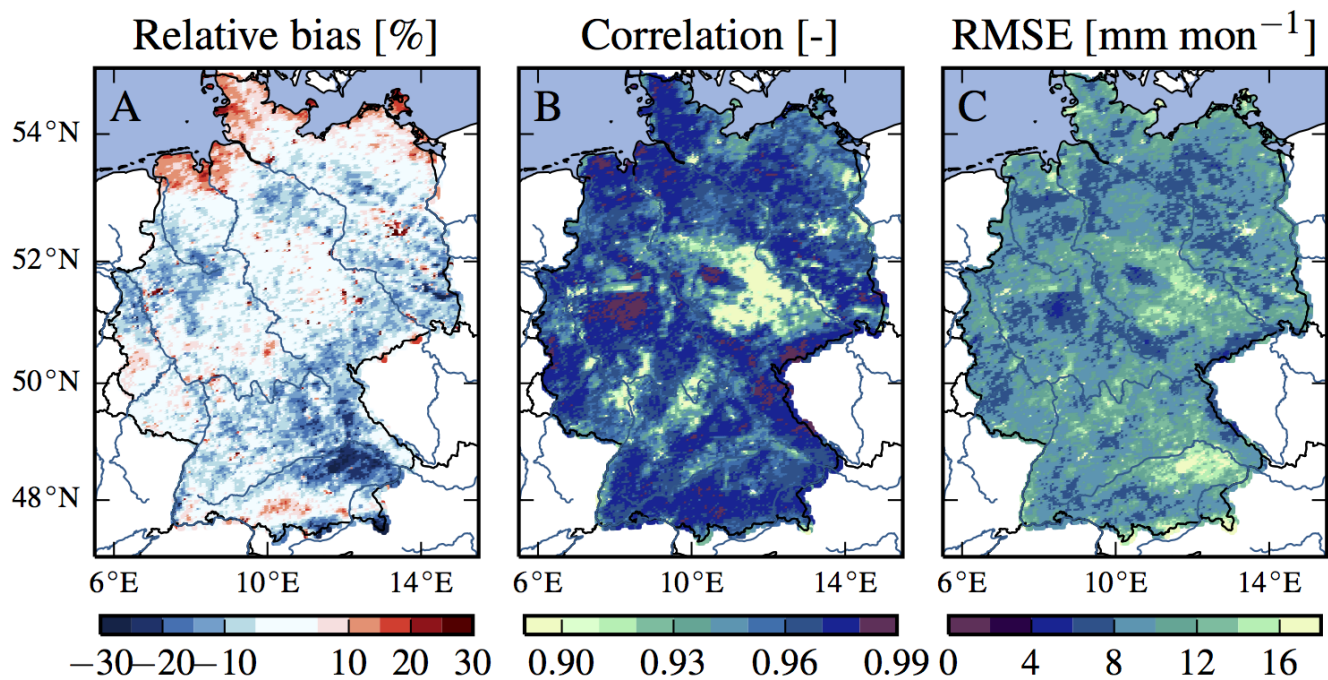 Relative bias [%] Correlation [-] RMSE [mm mon⁻¹]
A B C
54°N
52°N
50°N
48°N
6°E 10°E 14°E 6°E 10°E 14°E 6°E 10°E 14°E
−30 −20 −10 10 20 30 0.90 0.93 0.96 0.99 0 4 8 12 16